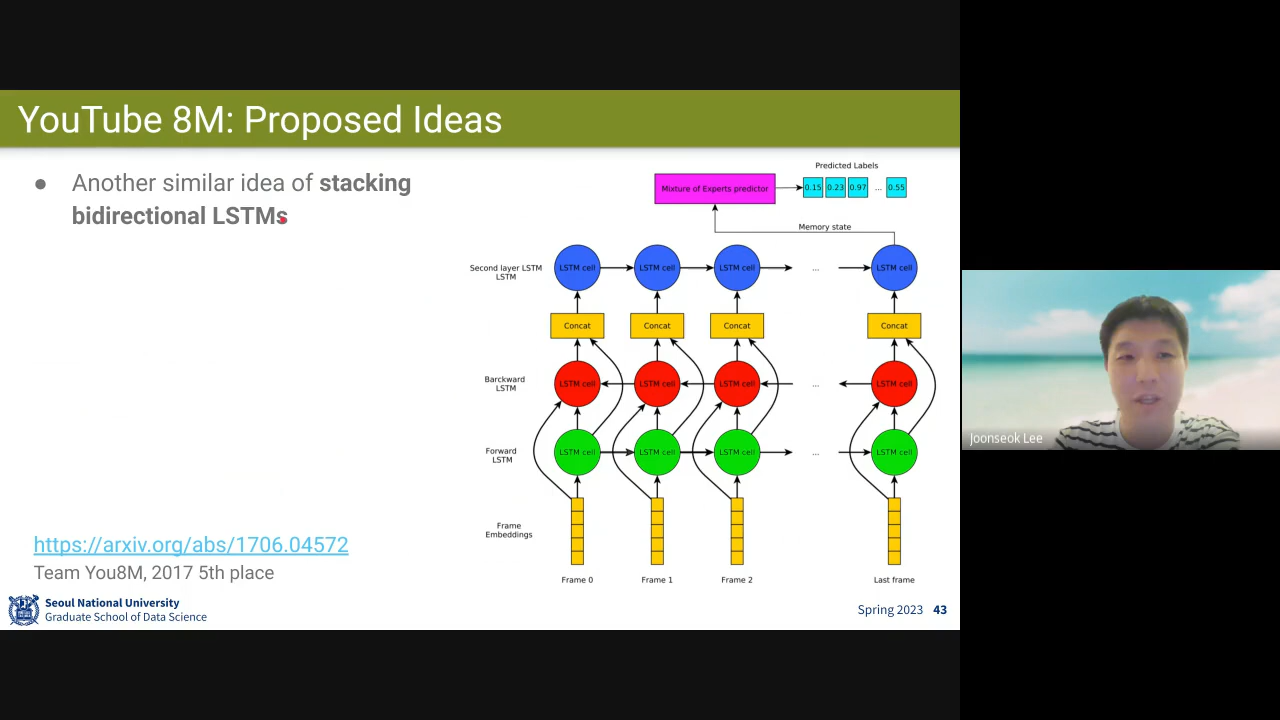 YouTube 8M: Proposed Ideas
● Another similar idea of stacking
bidirectional LSTMs
Predicted Labels
Mixture of Experts predictor
0.15 0.23 0.97 ... 0.55
Memory state
Second layer LSTM
LSTM
LSTM cell LSTM cell LSTM cell ... LSTM cell
Concat Concat Concat Concat
Barckward
LSTM
LSTM cell LSTM cell LSTM cell ... LSTM cell
Forward
LSTM
LSTM cell LSTM cell LSTM cell ... LSTM cell
Frame
Embeddings
Frame 0 Frame 1 Frame 2 Last frame
https://arxiv.org/abs/1706.04572
Team You8M, 2017 5th place
Seoul National University
Graduate School of Data Science
Spring 2023 43
Joonseok Lee